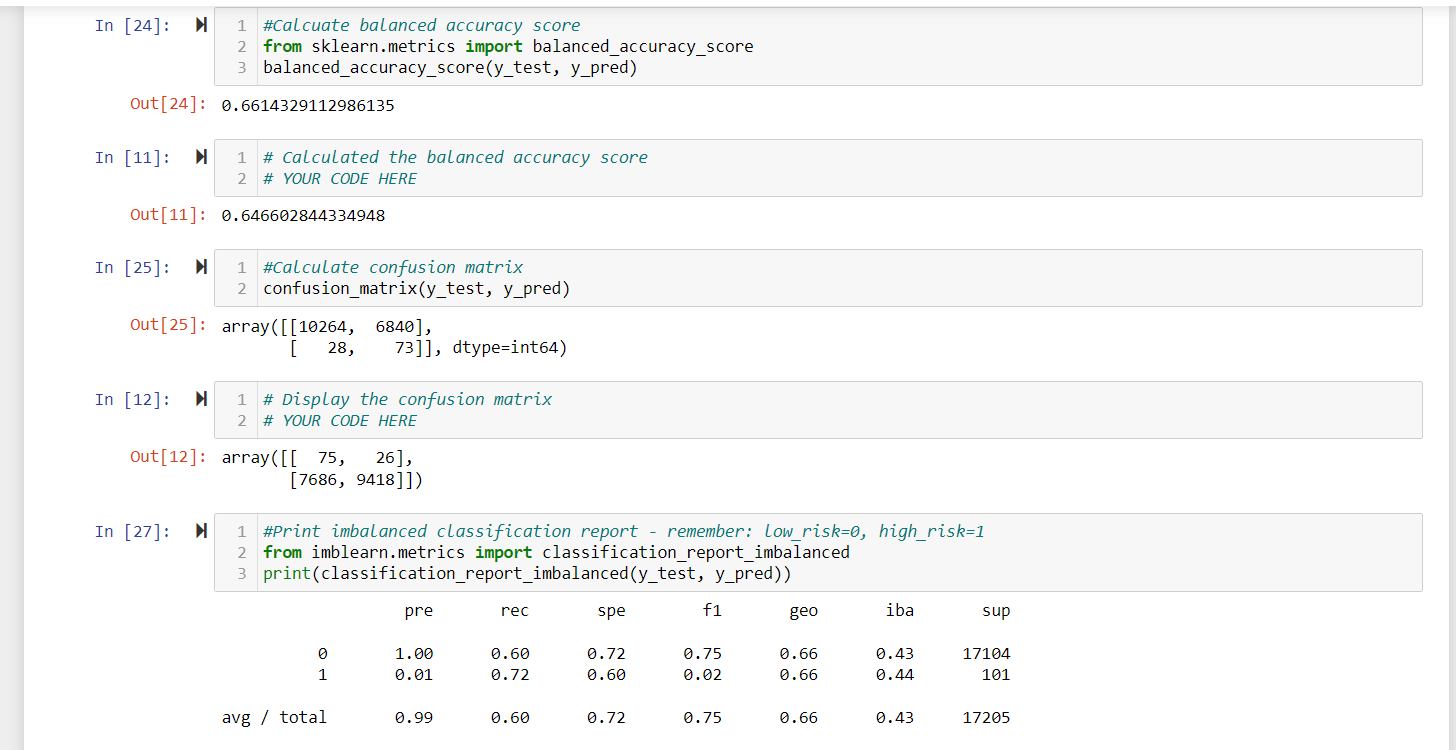 In [24]: 1 #Calcuate balanced accuracy score
2 from sklearn.metrics import balanced_accuracy_score
3 balanced_accuracy_score(y_test, y_pred)
Out[24]: 0.6614329112986135
In [11]: 1 # Calculated the balanced accuracy score
2 # YOUR CODE HERE
Out[11]: 0.646602844334948
In [25]: 1 #Calculate confusion matrix
2 confusion_matrix(y_test, y_pred)
Out[25]: array([[10264, 6840],
[ 28, 73]], dtype=int64)
In [12]: 1 # Display the confusion matrix
2 # YOUR CODE HERE
Out[12]: array([[ 75, 26],
[7686, 9418]])
In [27]: 1 #Print imbalanced classification report - remember: low_risk=0, high_risk=1
2 from imblearn.metrics import classification_report_imbalanced
3 print(classification_report_imbalanced(y_test, y_pred))
pre rec spe f1 geo iba sup
0 1.00 0.60 0.72 0.75 0.66 0.43 17104
1 0.01 0.72 0.60 0.02 0.66 0.44 101
avg / total 0.99 0.60 0.72 0.75 0.66 0.43 17205